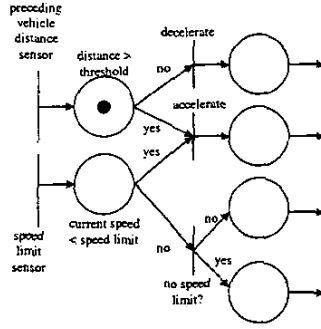 preceding
vehicle
distance
sensor
distance >
threshold
decelerate
no
accelerate
yes
yes
current speed
< speed limit
no
no
yes
speed
limit
sensor
no speed
limit?